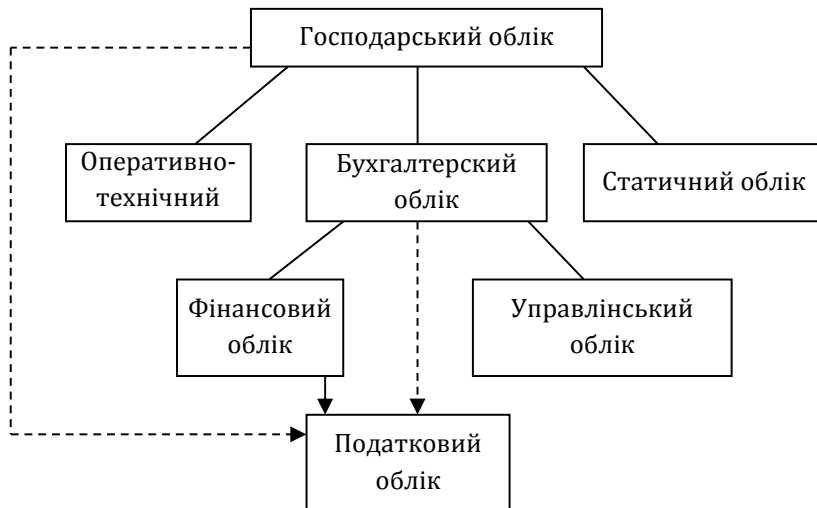 Господарський облік
Оперативно-
технічний
Бухгалтерский
облік
Статичний облік
Фінансовий
облік
Управлінський
облік
Податковий
облік